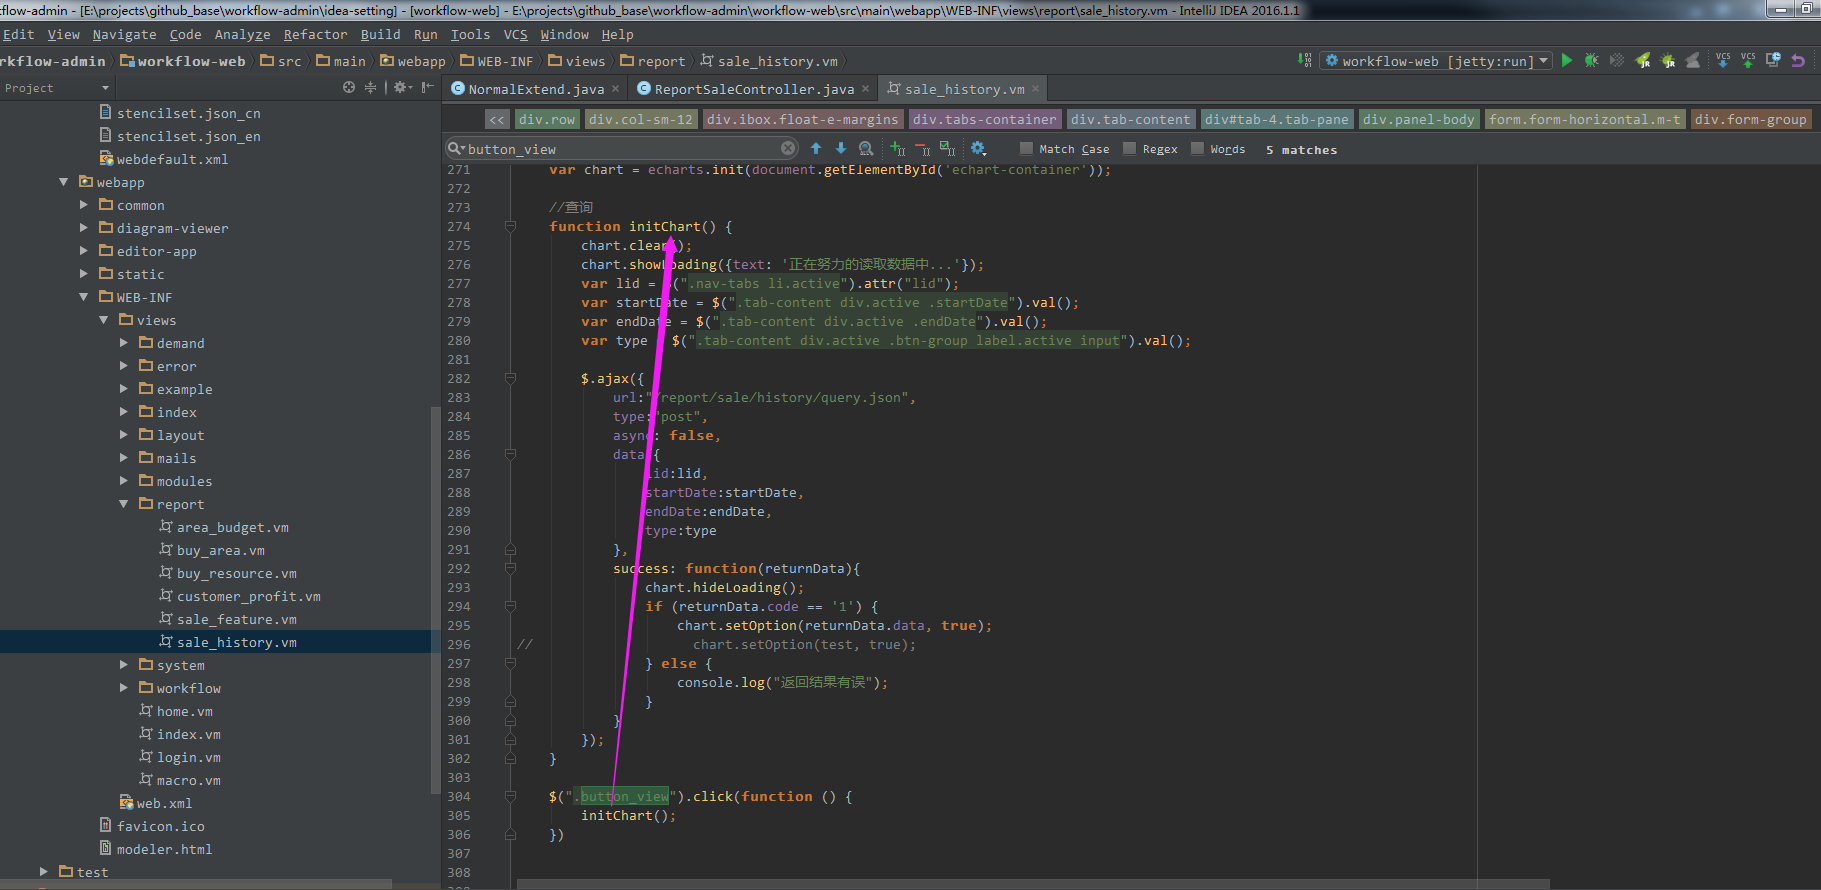 rkflow-admin - [E:\projects\github_base\workflow-admin\idea-setting] - [workflow-web] - E:\projects\github_base\workflow-admin\workflow-web\src\main\webapp\WEB-INF\views\report\sale_history.vm - IntelliJ IDEA 2016.1.1
Edit View Navigate Code Analyze Refactor Build Run Tools VCS Window Help
rkflow-admin workflow-web src main webapp WEB-INF views report sale_history.vm workflow-web [jetty:run]
Project
NormalExtend.java ReportSaleController.java sale_history.vm
<< div.row div.col-sm-12 div.ibox.float-e-margins div.tabs-container div.tab-content div#tab-4.tab-pane div.panel-body form.form-horizontal.m-t div.form-group
button_view Match Case Regex Words 5 matches
stencilset.json_cn
stencilset.json_en
webdefault.xml
webapp
common
diagram-viewer
editor-app
static
WEB-INF
views
demand
error
example
index
layout
mails
modules
report
area_budget.vm
buy_area.vm
buy_resource.vm
customer_profit.vm
sale_feature.vm
sale_history.vm
system
workflow
home.vm
index.vm
login.vm
macro.vm
web.xml
favicon.ico
modeler.html
test
271 var chart = echarts.init(document.getElementById('echart-container'));
272
273 //查询
274 function initChart() {
275 chart.clear();
276 chart.showLoading({text: '正在努力的读取数据中...'});
277 var lid = $(".nav-tabs li.active").attr("lid");
278 var startDate = $(".tab-content div.active .startDate").val();
279 var endDate = $(".tab-content div.active .endDate").val();
280 var type = $(".tab-content div.active .btn-group label.active input").val();
281
282 $.ajax({
283 url:"/report/sale/history/query.json",
284 type:"post",
285 async: false,
286 data:{
287 lid:lid,
288 startDate:startDate,
289 endDate:endDate,
290 type:type
291 },
292 success: function(returnData){
293 chart.hideLoading();
294 if (returnData.code == '1') {
295 chart.setOption(returnData.data, true);
296 // chart.setOption(test, true);
297 } else {
298 console.log("返回结果有误");
299 }
300 }
301 });
302 }
303
304 $(".button_view").click(function () {
305 initChart();
306 })
307
308